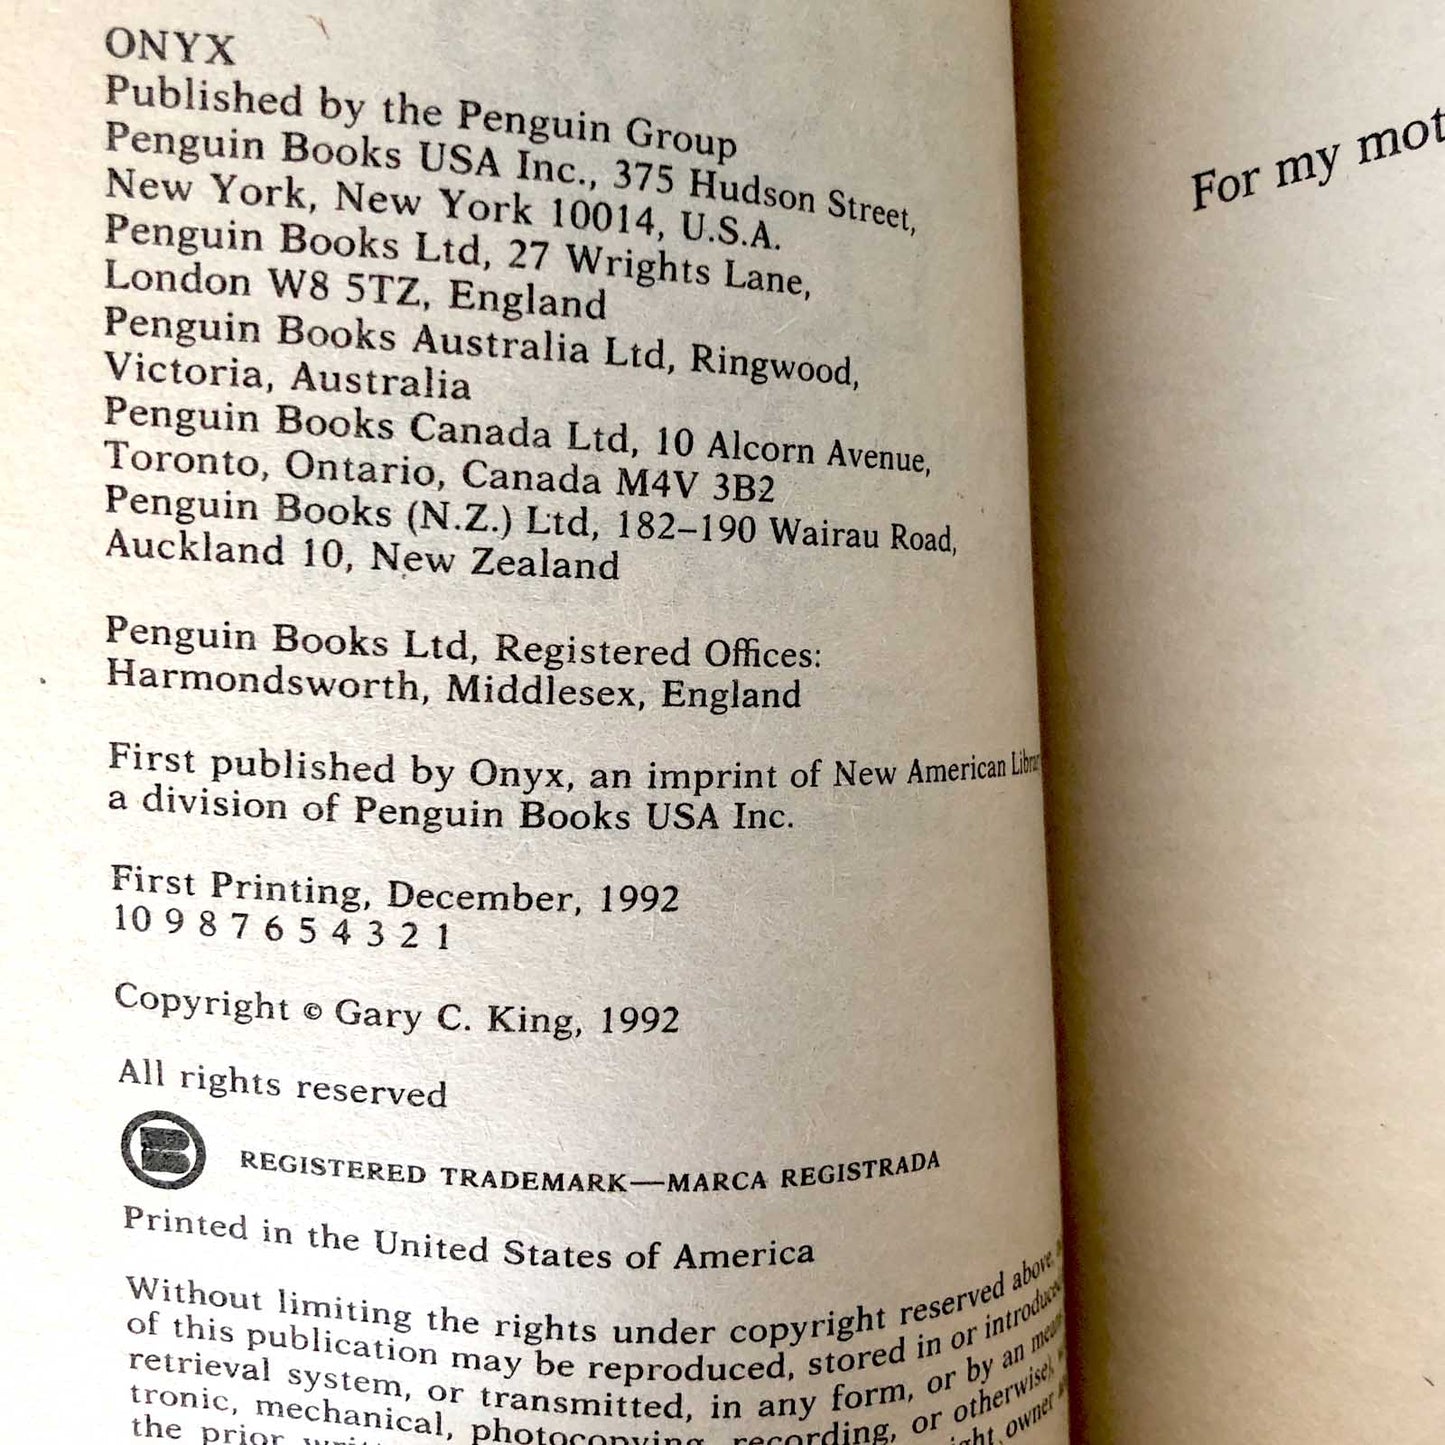 ONYX
Published by the Penguin Group
Penguin Books USA Inc., 375 Hudson Street,
New York, New York 10014, U.S.A.
Penguin Books Ltd, 27 Wrights Lane,
London W8 5TZ, England
Penguin Books Australia Ltd, Ringwood,
Victoria, Australia
Penguin Books Canada Ltd, 10 Alcorn Avenue,
Toronto, Ontario, Canada M4V 3B2
Penguin Books (N.Z.) Ltd, 182–190 Wairau Road,
Auckland 10, New Zealand
Penguin Books Ltd, Registered Offices:
Harmondsworth, Middlesex, England
First published by Onyx, an imprint of New American
a division of Penguin Books USA Inc.
First Printing, December, 1992
10 9 8 7 6 5 4 3 2 1
Copyright © Gary C. King, 1992
All rights reserved
REGISTERED TRADEMARK—MARCA REGISTRADA
Printed in the United States of America
Without limiting the rights under copyright reserved above,
of this publication may be reproduced, stored in or introduced
retrieval system, or transmitted, in any form, or by an
tronic, mechanical, photocopying, recording, or otherwise),
the prior owner
For my